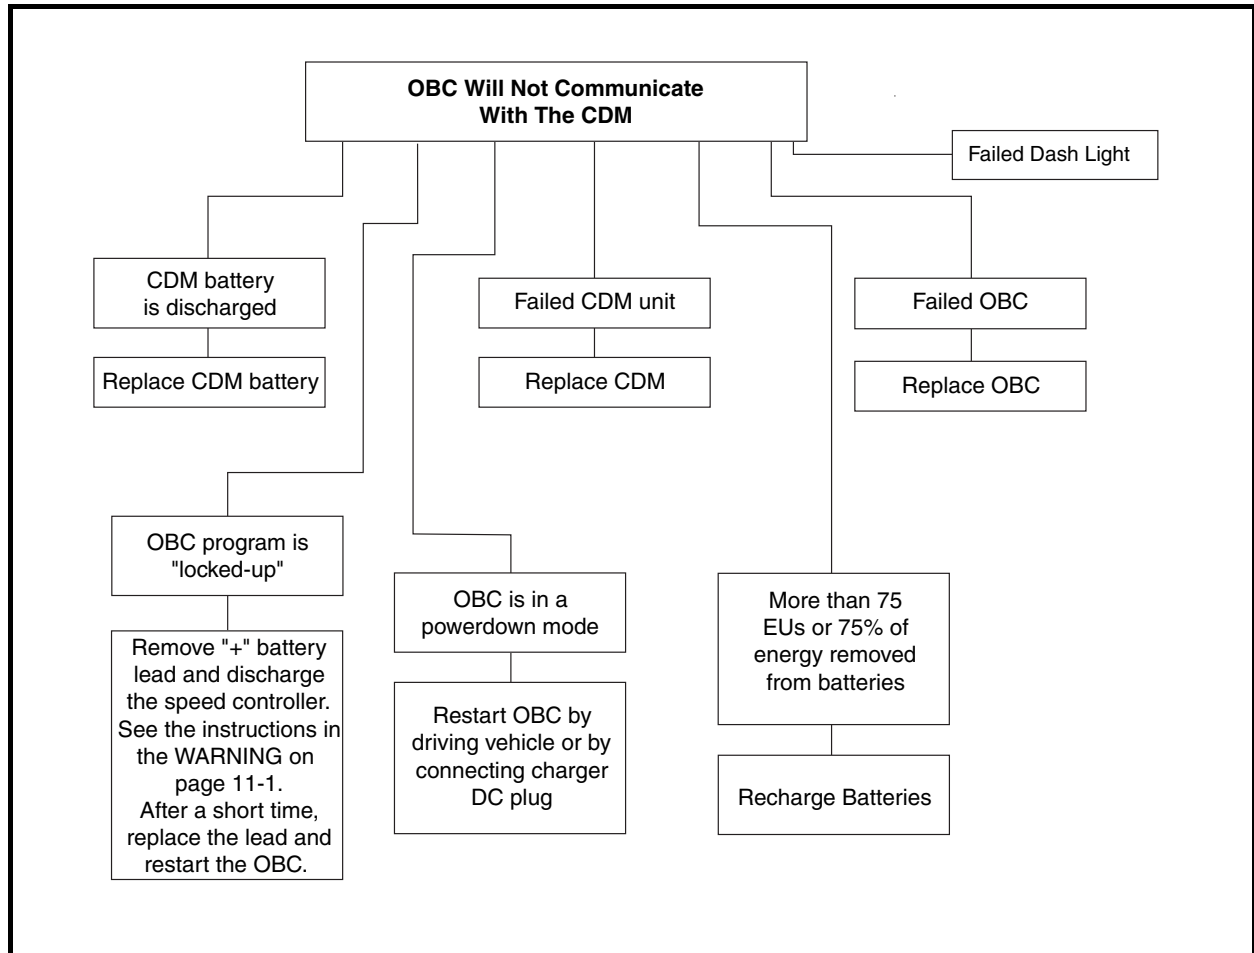 OBC Will Not Communicate
With The CDM
Failed Dash Light
CDM battery
is discharged
Replace CDM battery
Failed CDM unit
Replace CDM
Failed OBC
Replace OBC
OBC program is
"locked-up"
Remove "+" battery
lead and discharge
the speed controller.
See the instructions in
the WARNING on
page 11-1.
After a short time,
replace the lead and
restart the OBC.
OBC is in a
powerdown mode
Restart OBC by
driving vehicle or by
connecting charger
DC plug
More than 75
EUs or 75% of
energy removed
from batteries
Recharge Batteries